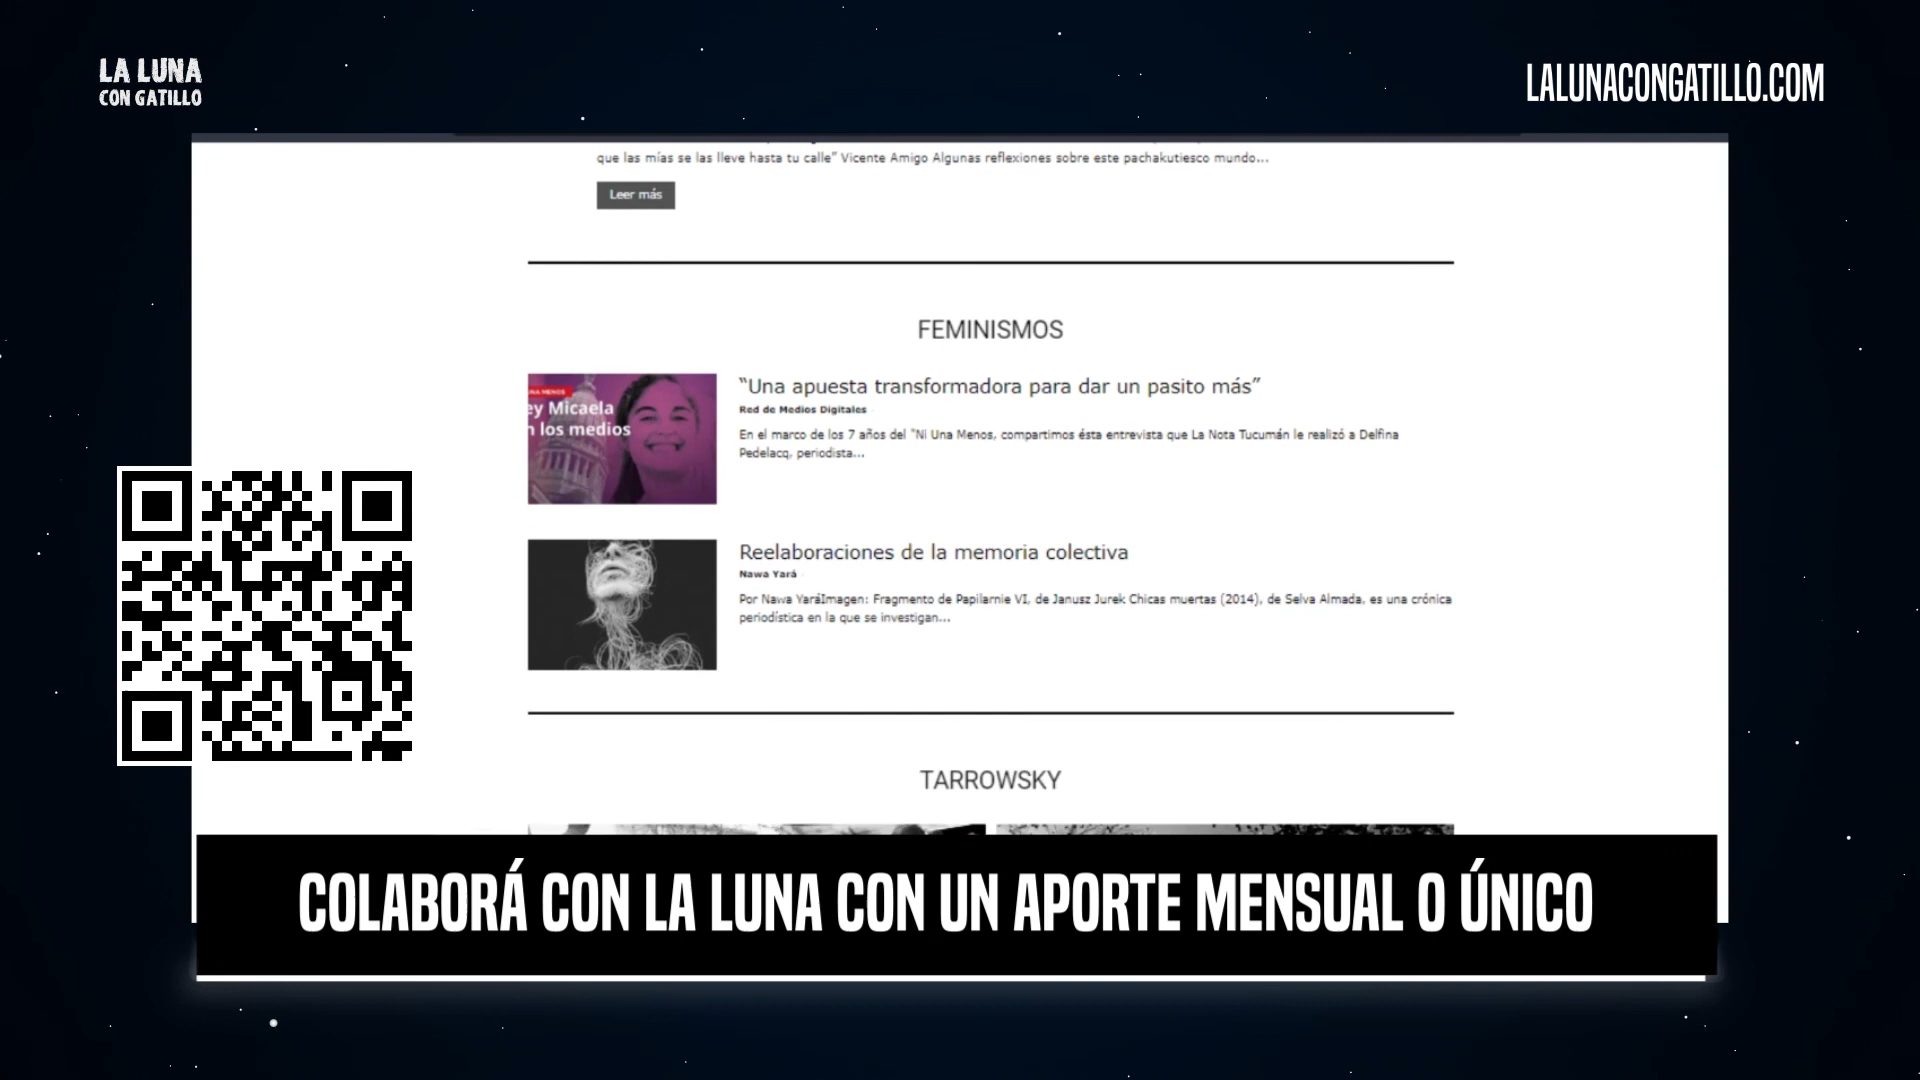 LA LUNA
CON GATILLO
LALUNACONGATILLO.COM
que las mías se las lleve hasta tu calle” Vicente Amigo Algunas reflexiones sobre este pachakutiesco mundo...
Leer más
FEMINISMOS
ey Micaela
n los medios
“Una apuesta transformadora para dar un pasito más”
Red de Medios Digitales
En el marco de los 7 años del "Ni Una Menos, compartimos ésta entrevista que La Nota Tucumán le realizó a Delfina
Pedelacq, periodista...
Reelaboraciones de la memoria colectiva
Nawa Yará
Por Nawa YaráImagen: Fragmento de Papilarnie VI, de Janusz Jurek Chicas muertas (2014), de Selva Almada, es una crónica
periodística en la que se investigan...
TARROWSKY
COLABORÁ CON LA LUNA CON UN APORTE MENSUAL O ÚNICO